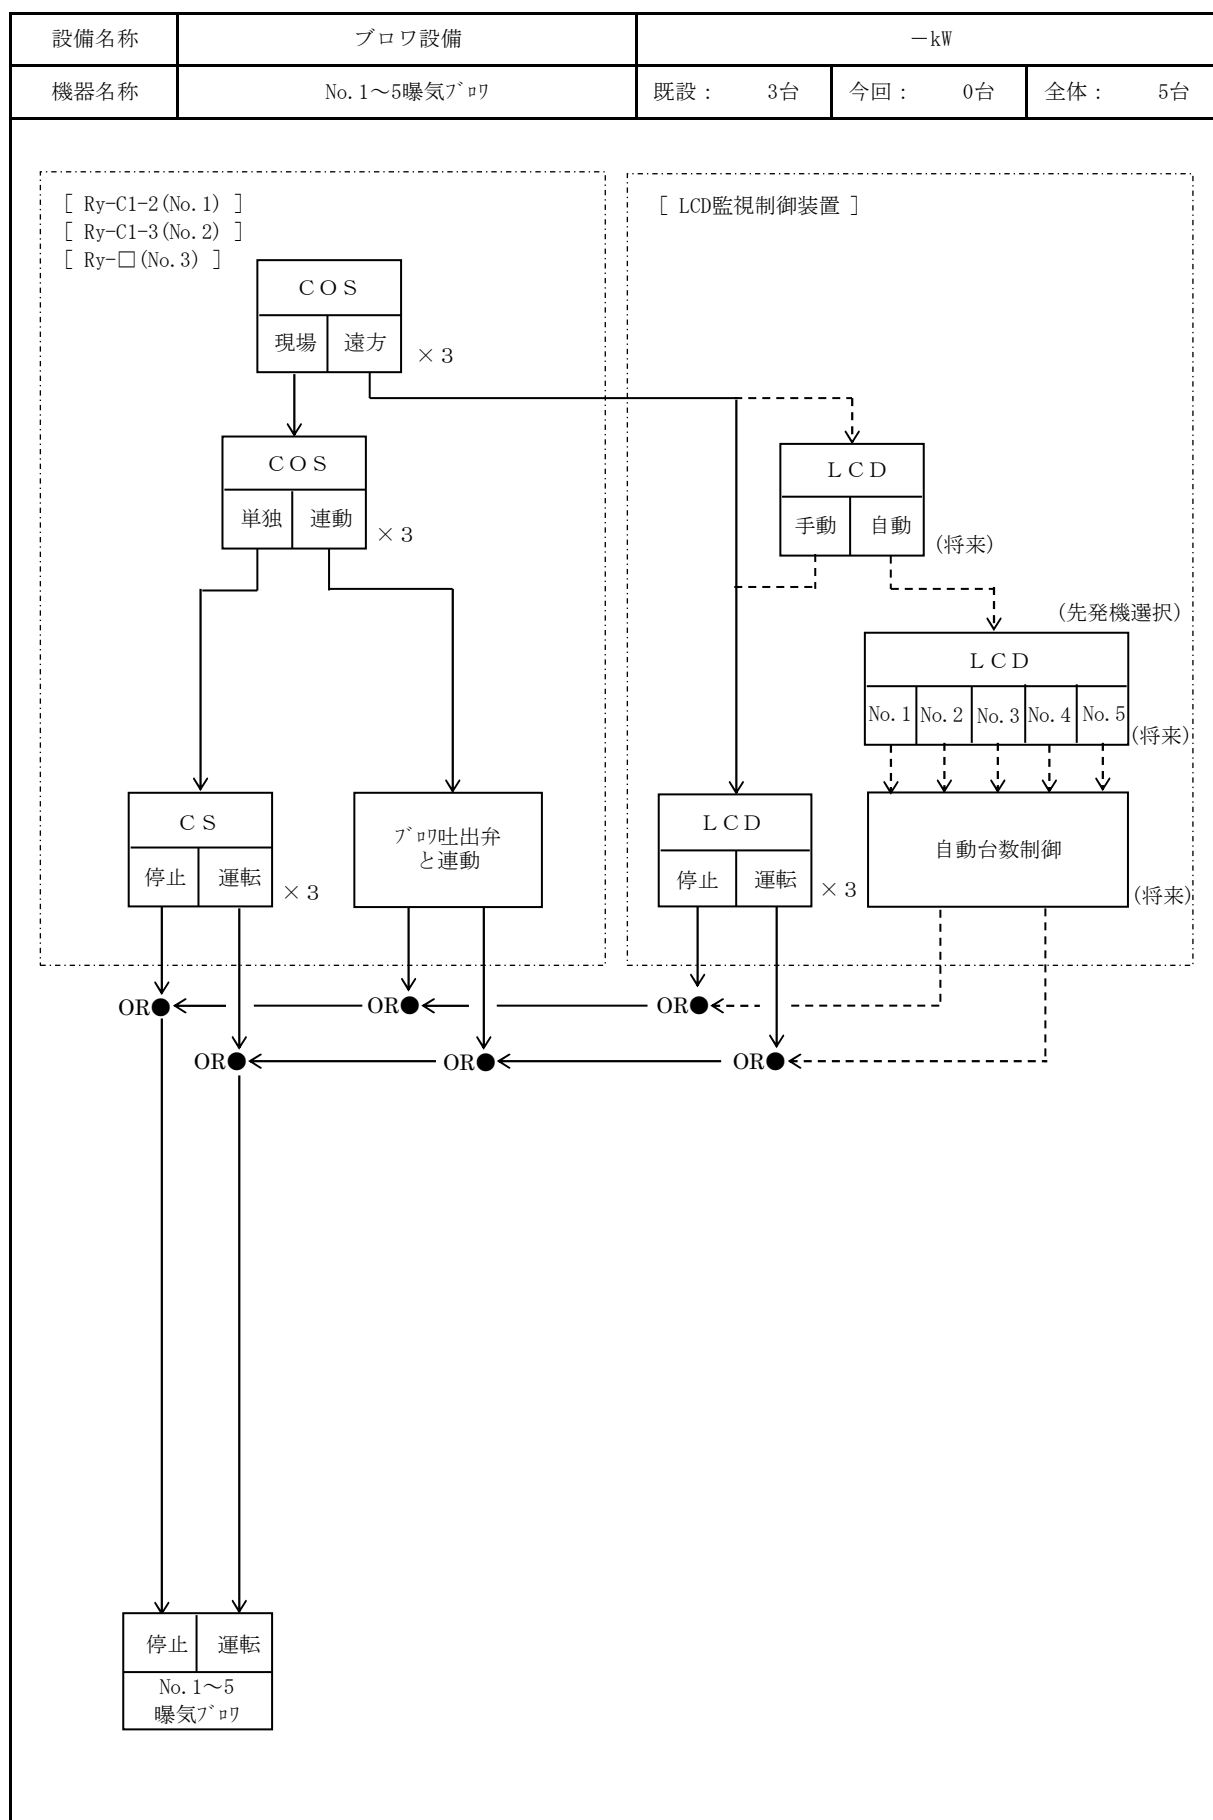 設備名称 ブロワ設備 －kW
機器名称 No.1～5曝気ﾌﾞﾛﾜ 既設： 3台 今回： 0台 全体： 5台
[ Ry-C1-2(No.1) ]
[ Ry-C1-3(No.2) ]
[ Ry-□(No.3) ]
[ LCD監視制御装置 ]
ＣＯＳ
現場 遠方 ×３
ＣＯＳ
単独 連動 ×３
ＬＣＤ
手動 自動 (将来)
(先発機選択)
ＬＣＤ
No.1 No.2 No.3 No.4 No.5 (将来)
ＣＳ
停止 運転 ×３
ﾌﾞﾛﾜ吐出弁
と連動
ＬＣＤ
停止 運転 ×３
自動台数制御
(将来)
OR OR OR
OR OR OR
停止 運転
No.1～5
曝気ﾌﾞﾛﾜ